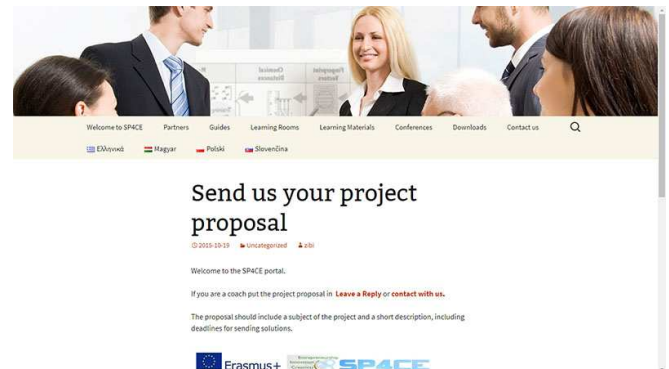 Welcome to SP4CE Partners Guides Learning Rooms Learning Materials Conferences Downloads Contact us
Ελληνικά Magyar Polski Slovenčina
Send us your project
proposal
2015-10-19 Uncategorized zibi
Welcome to the SP4CE portal.
If you are a coach put the project proposal in Leave a Reply or contact with us.
The proposal should include a subject of the project and a short description, including
deadlines for sending solutions.
Erasmus+ SP4CE